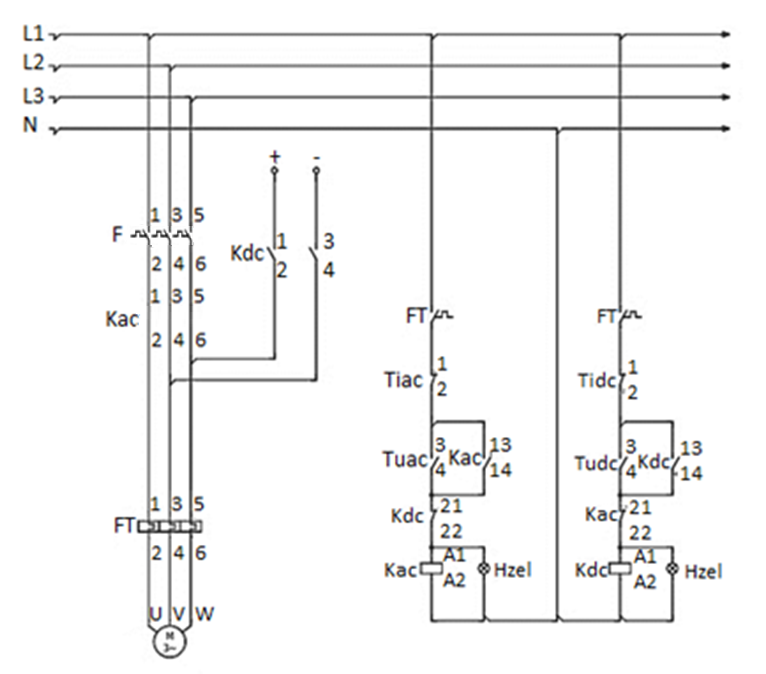 L1
L2
L3
N
+ -
1 3 5
F
2 4 6
Kdc 1 3
2 4
1 3 5
Kac
2 4 6
FT FT
1 1
Tiac Tidc
2 2
3 13 3 13
Tuac Kac Tudc Kdc
4 14 4 14
1 3 5
FT
2 4 6
21 21
Kdc Kac
22 22
A1 A1
Kac Hzel Kdc Hzel
A2 A2
U V W
M
3~